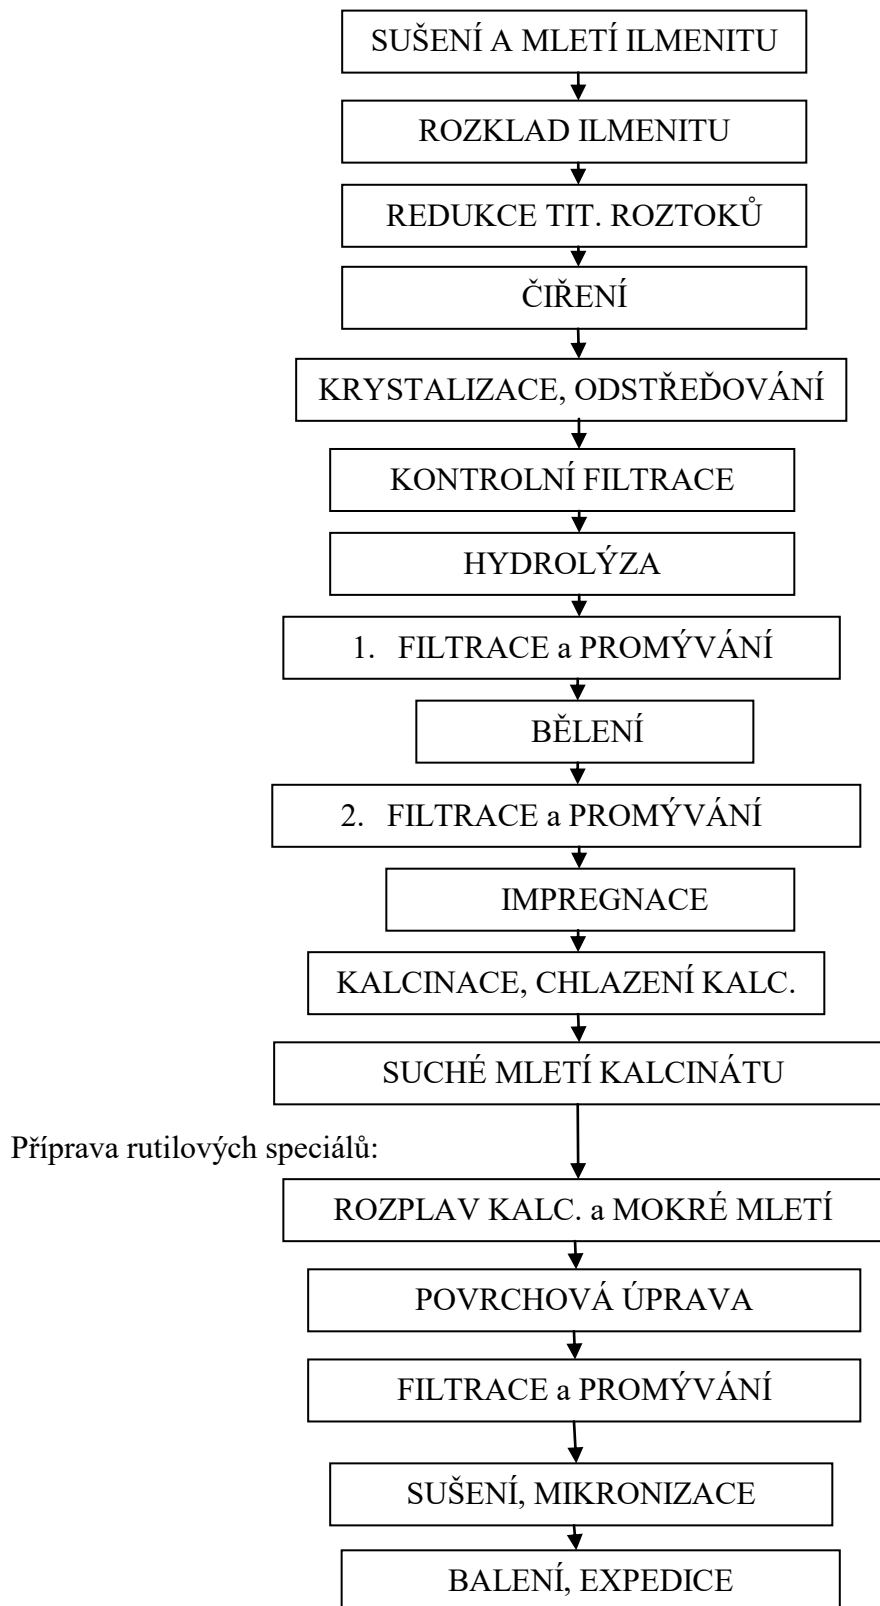 SUŠENÍ A MLETÍ ILMENITU
ROZKLAD ILMENITU
REDUKCE TIT. ROZTOKŮ
ČIŘENÍ
KRYSTALIZACE, ODSTŘEĎOVÁNÍ
KONTROLNÍ FILTRACE
HYDROLÝZA
1. FILTRACE a PROMÝVÁNÍ
BĚLENÍ
2. FILTRACE a PROMÝVÁNÍ
IMPREGNACE
KALCINACE, CHLAZENÍ KALC.
SUCHÉ MLETÍ KALCINÁTU
Příprava rutilových speciálů:
ROZPLAV KALC. a MOKRÉ MLETÍ
POVRCHOVÁ ÚPRAVA
FILTRACE a PROMÝVÁNÍ
SUŠENÍ, MIKRONIZACE
BALENÍ, EXPEDICE